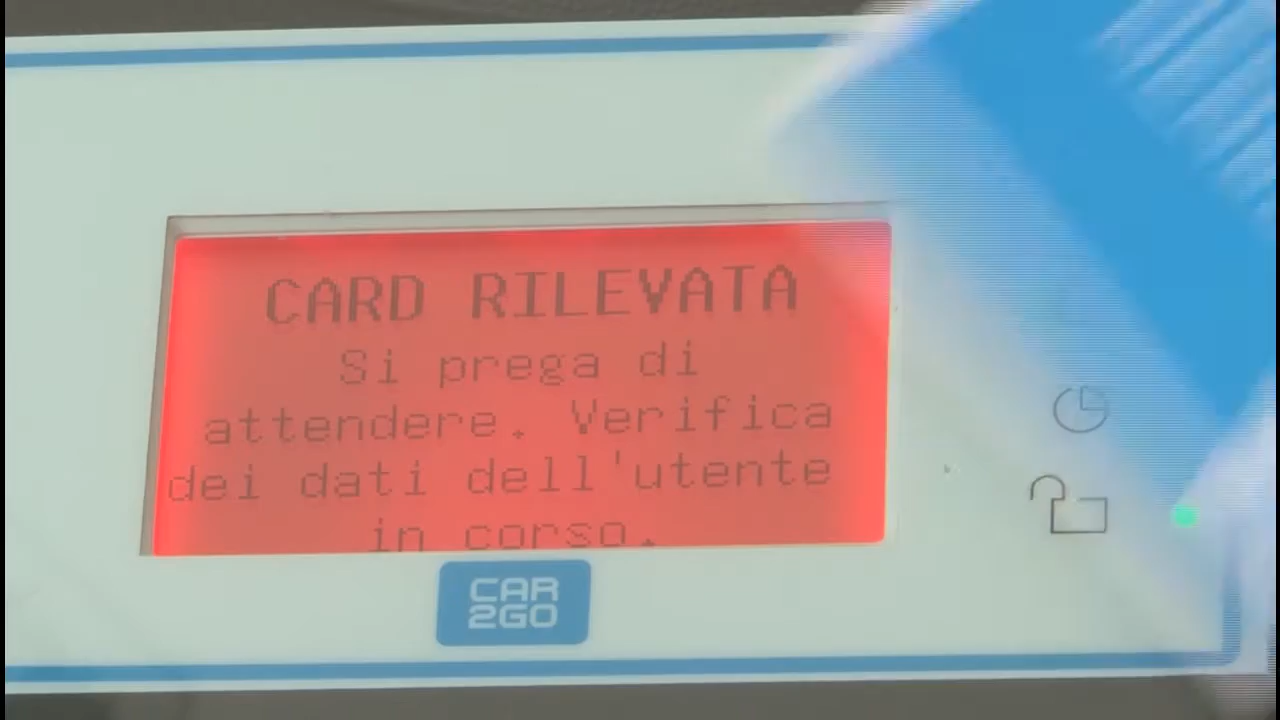 CARD RILEVATA
Si prega di
attendere. Verifica
dei dati dell'utente
in corso.
CAR
2GO